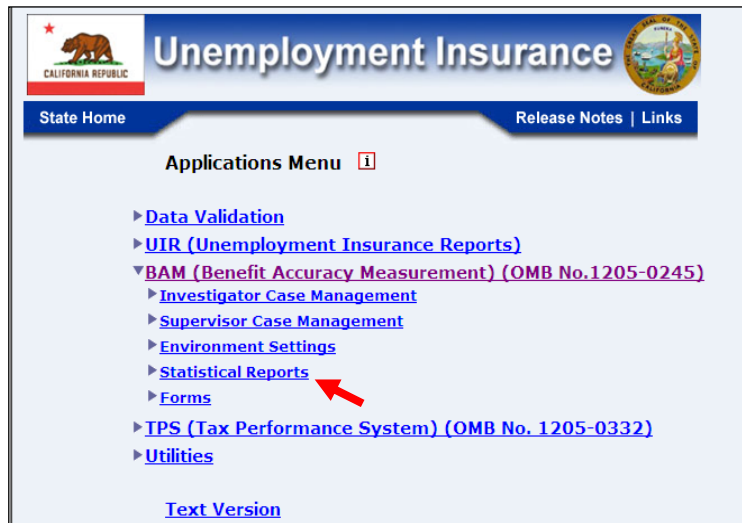 Unemployment Insurance
CALIFORNIA REPUBLIC
State Home
Release Notes | Links
Applications Menu i
Data Validation
UIR (Unemployment Insurance Reports)
BAM (Benefit Accuracy Measurement) (OMB No.1205-0245)
Investigator Case Management
Supervisor Case Management
Environment Settings
Statistical Reports
Forms
TPS (Tax Performance System) (OMB No. 1205-0332)
Utilities
Text Version